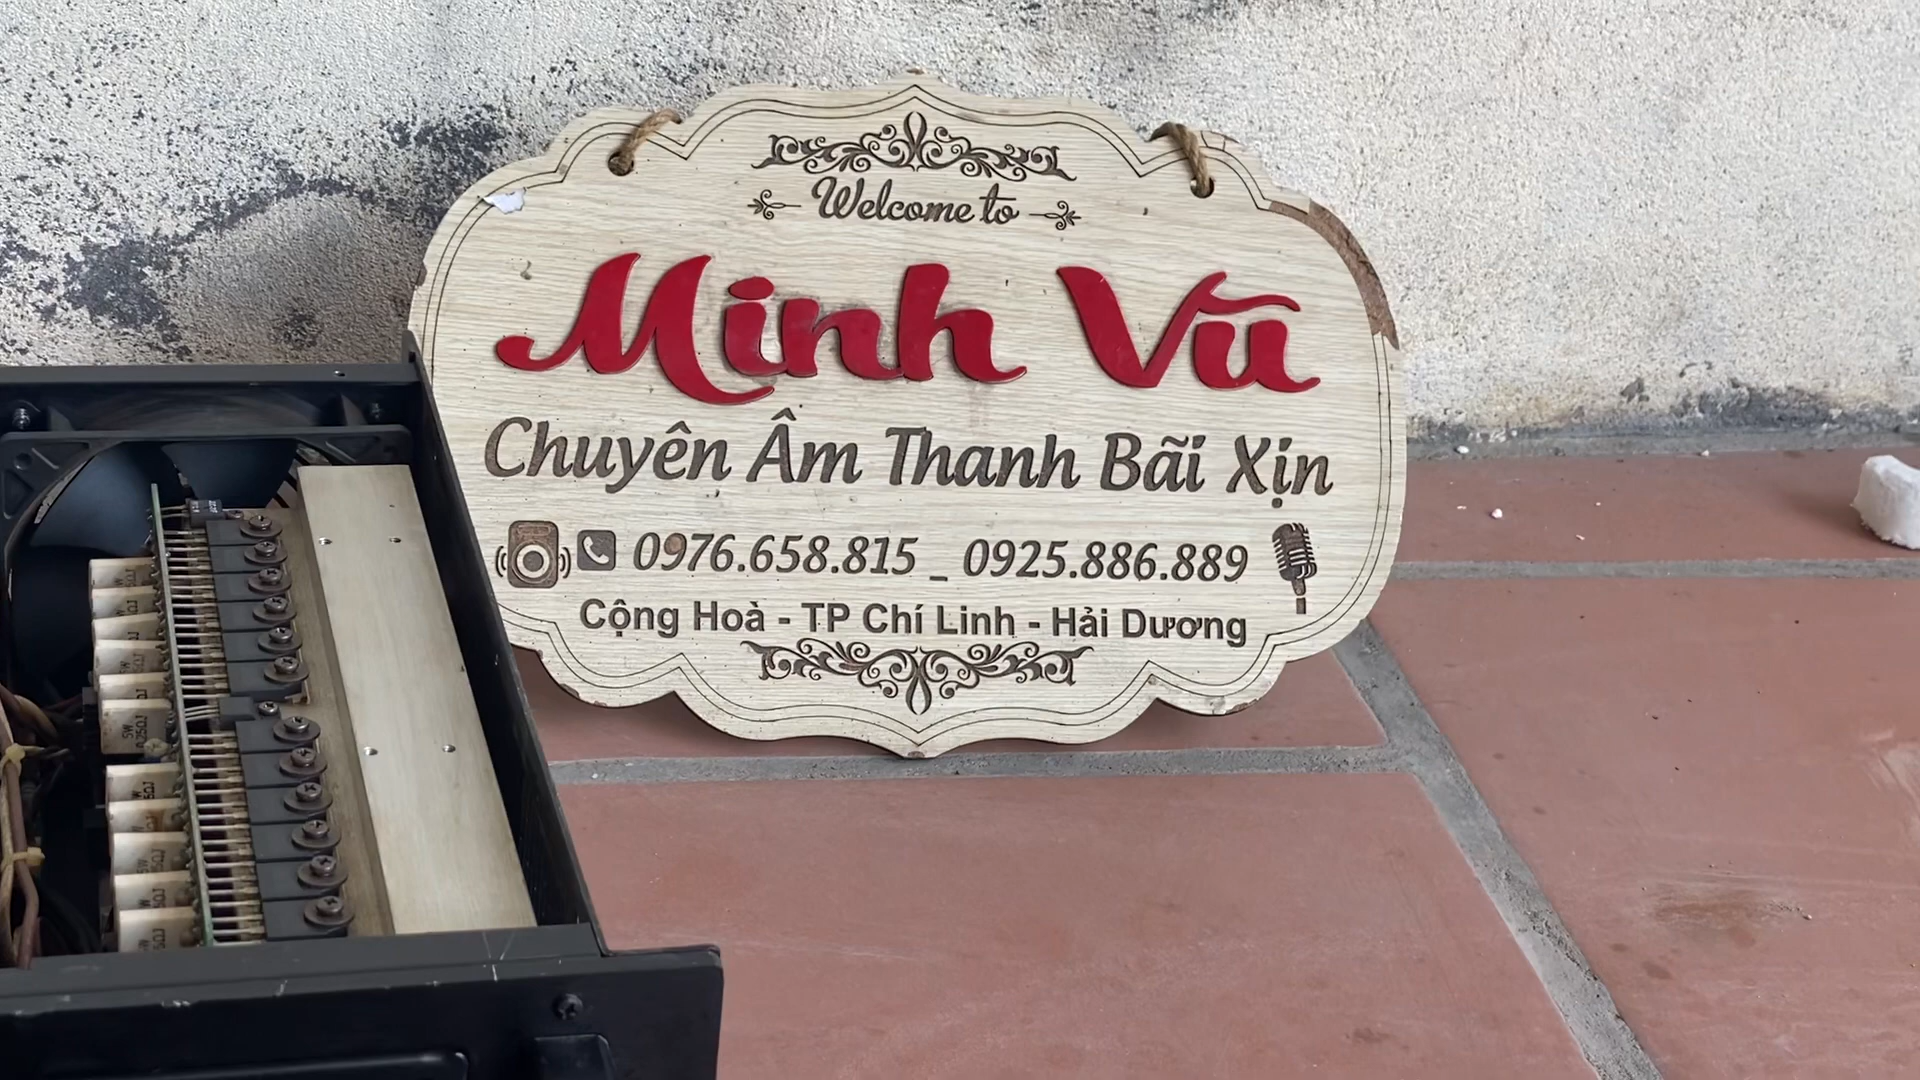 Welcome to
Minh Vũ
Chuyên Âm Thanh Bãi Xịn
0976.658.815 _ 0925.886.889
Cộng Hoà - TP Chí Linh - Hải Dương